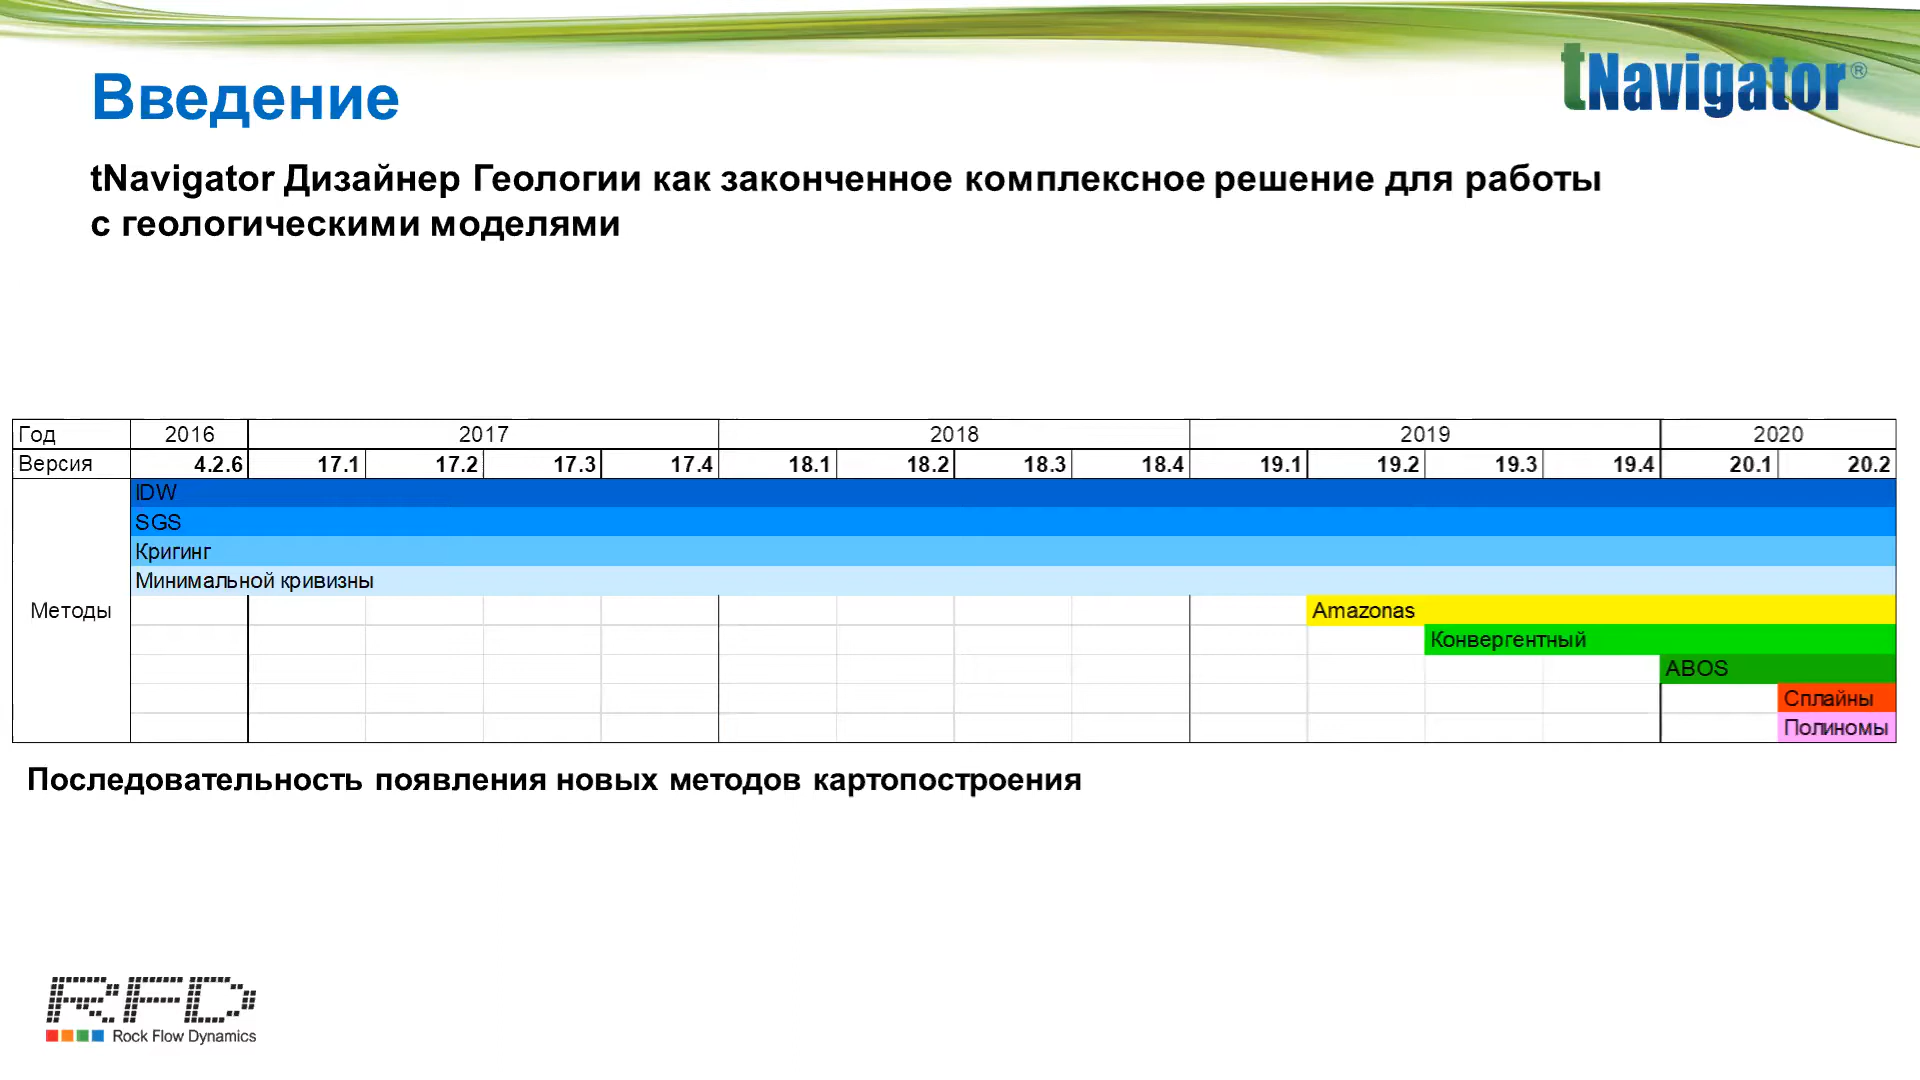 tNavigator®
Введение
tNavigator Дизайнер Геологии как законченное комплексное решение для работы
с геологическими моделями
Год 2016 2017 2018 2019 2020
Версия 4.2.6 17.1 17.2 17.3 17.4 18.1 18.2 18.3 18.4 19.1 19.2 19.3 19.4 20.1 20.2
IDW
SGS
Кригинг
Минимальной кривизны
Методы Amazonas
Конвергентный
ABOS
Сплайны
Полиномы
Последовательность появления новых методов картопостроения
RFD
Rock Flow Dynamics